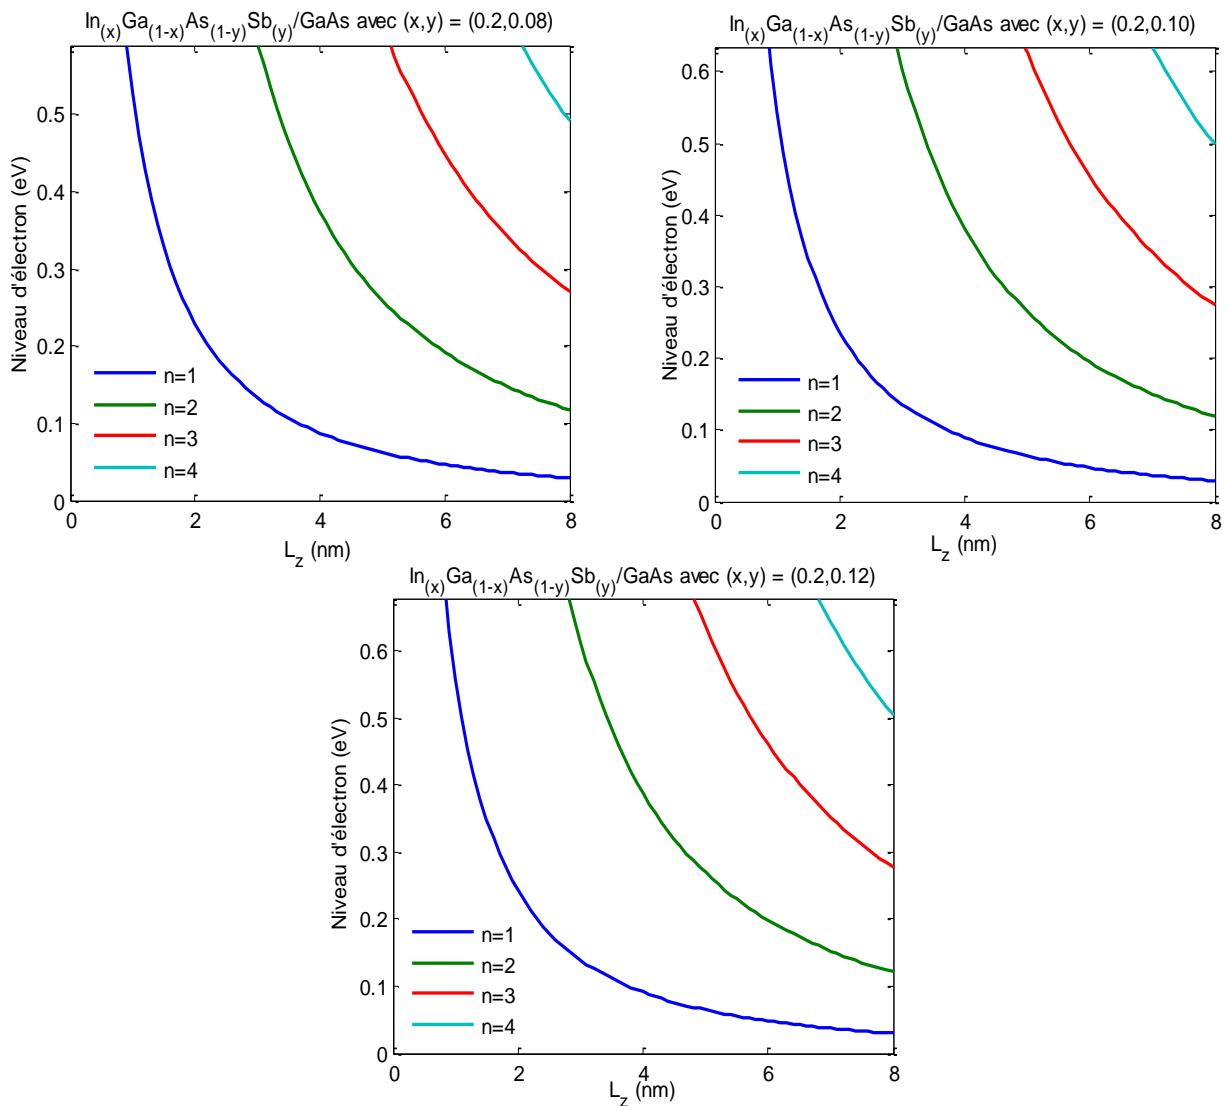 In(x)Ga(1-x)As(1-y)Sb(y)/GaAs avec (x,y) = (0.2,0.08)
Niveau d'électron (eV)
0.5
0.4
0.3
0.2
0.1
0
n=1
n=2
n=3
n=4
0 2 4 6 8
Lz (nm)
In(x)Ga(1-x)As(1-y)Sb(y)/GaAs avec (x,y) = (0.2,0.10)
Niveau d'électron (eV)
0.6
0.5
0.4
0.3
0.2
0.1
0
n=1
n=2
n=3
n=4
0 2 4 6 8
Lz (nm)
In(x)Ga(1-x)As(1-y)Sb(y)/GaAs avec (x,y) = (0.2,0.12)
Niveau d'électron (eV)
0.6
0.5
0.4
0.3
0.2
0.1
0
n=1
n=2
n=3
n=4
0 2 4 6 8
Lz (nm)